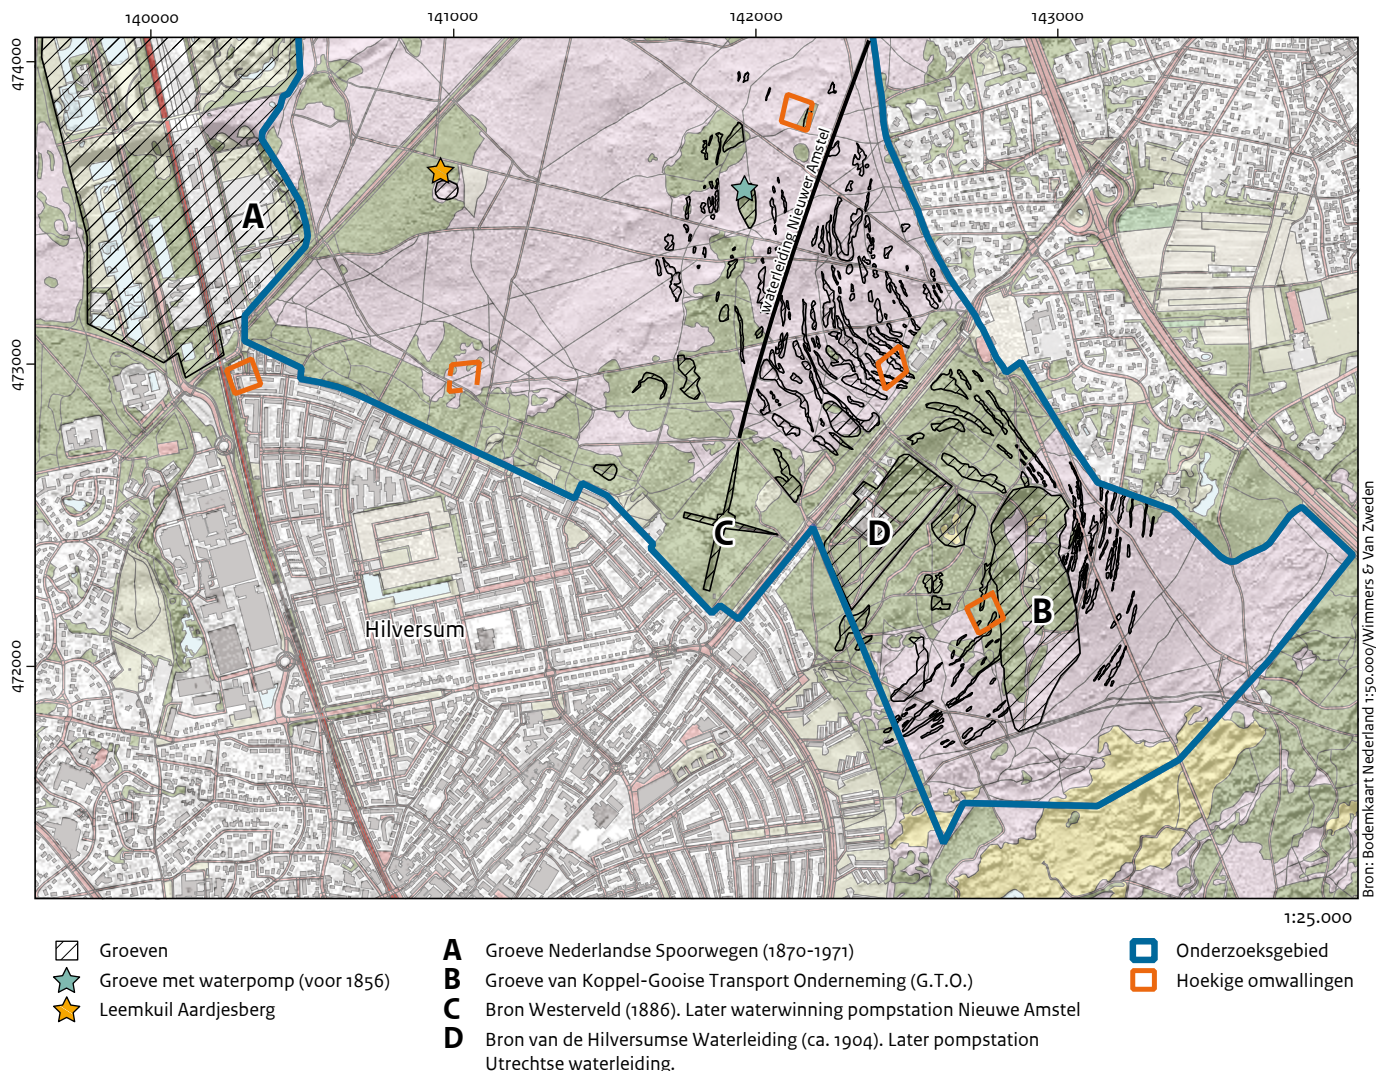 140000
141000
142000
143000
474000
473000
472000
A
waterleiding Nieuwer Amstel
C
D
B
Hilversum
Bron: Bodemkaart Nederland 1:50.000/Wimmers & Van Zweden
1:25.000
Groeven
Groeve met waterpomp (voor 1856)
Leemkuil Aardjesberg
A Groeve Nederlandse Spoorwegen (1870-1971)
B Groeve van Koppel-Gooise Transport Onderneming (G.T.O.)
C Bron Westerveld (1886). Later waterwinning pompstation Nieuwe Amstel
D Bron van de Hilversumse Waterleiding (ca. 1904). Later pompstation
Utrechtse waterleiding.
Onderzoeksgebied
Hoekige omwallingen